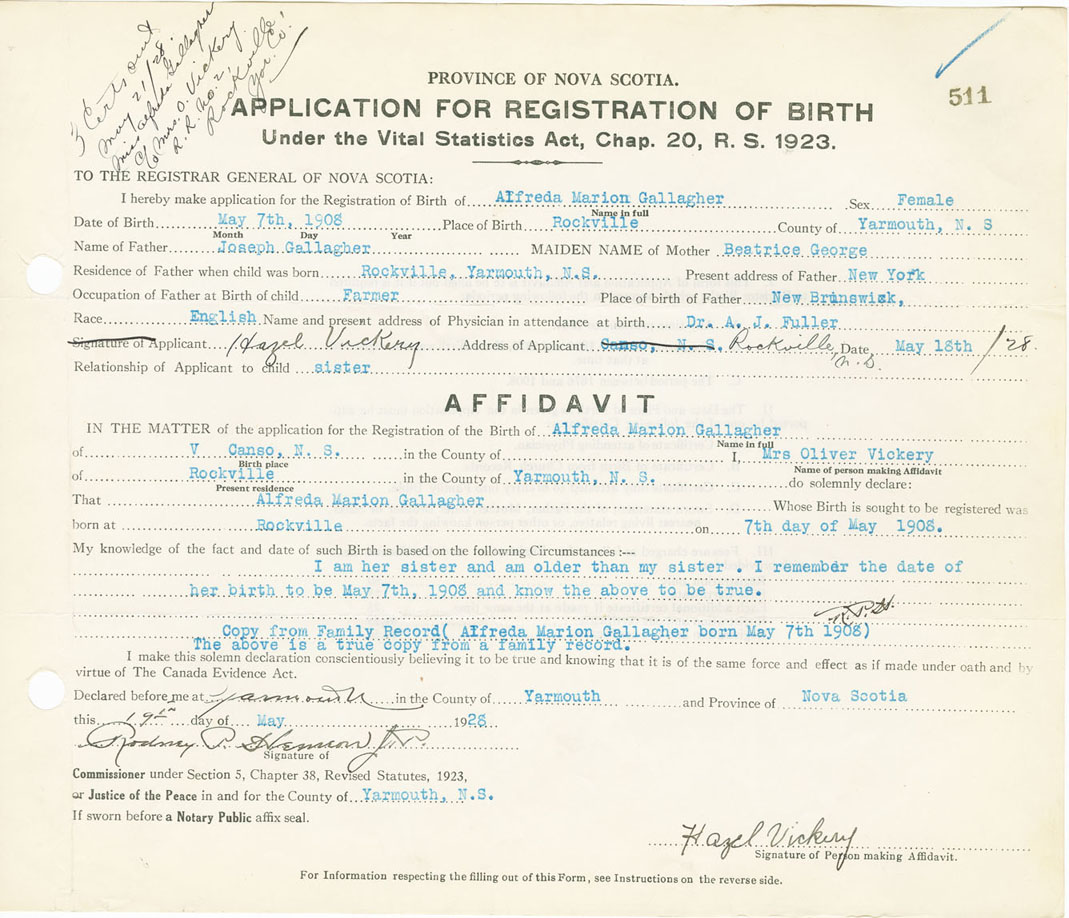 3 Certs out
May 21/28.
Miss Alfreda Gallagher
c/o Mrs. O. Vickery.
R. R. No. 2,
Rockville
Yar. Co.
511
PROVINCE OF NOVA SCOTIA.
APPLICATION FOR REGISTRATION OF BIRTH
Under the Vital Statistics Act, Chap. 20, R. S. 1923.
TO THE REGISTRAR GENERAL OF NOVA SCOTIA:
I hereby make application for the Registration of Birth of Alfreda Marion Gallagher Sex Female
Name in full
Date of Birth May 7th, 1908 Place of Birth Rockville County of Yarmouth, N. S
Month Day Year
Name of Father Joseph Gallagher MAIDEN NAME of Mother Beatrice George
Residence of Father when child was born Rockville, Yarmouth, N.S. Present address of Father New York
Occupation of Father at Birth of child Farmer Place of birth of Father New Brunswick,
Race English Name and present address of Physician in attendance at birth Dr. A. J. Fuller
Signature of Applicant Hazel Vickery Address of Applicant Canso, N. S. Rockville, N.S. Date May 18th /28
Relationship of Applicant to child sister
AFFIDAVIT
IN THE MATTER of the application for the Registration of the Birth of Alfreda Marion Gallagher
Name in full
of V Canso, N. S. in the County of I, Mrs Oliver Vickery
Birth place Name of person making Affidavit
of Rockville in the County of Yarmouth, N. S. do solemnly declare:
Present residence
That Alfreda Marion Gallagher Whose Birth is sought to be registered was
born at Rockville on 7th day of May 1908.
My knowledge of the fact and date of such Birth is based on the following Circumstances :---
I am her sister and am older than my sister . I remember the date of
her birth to be May 7th, 1908 and know the above to be true.
R.P.H.
Copy from Family Record( Alfreda Marion Gallagher born May 7th 1908)
The above is a true copy from a family record.
I make this solemn declaration conscientiously believing it to be true and knowing that it is of the same force and effect as if made under oath and by
virtue of The Canada Evidence Act.
Declared before me at Yarmouth in the County of Yarmouth and Province of Nova Scotia
this 19th day of May 1928
Rodney P. Hemeon J.P.
Signature of
Commissioner under Section 5, Chapter 38, Revised Statutes, 1923,
or Justice of the Peace in and for the County of Yarmouth, N.S.
If sworn before a Notary Public affix seal.
Hazel Vickery
Signature of Person making Affidavit.
For Information respecting the filling out of this Form, see Instructions on the reverse side.